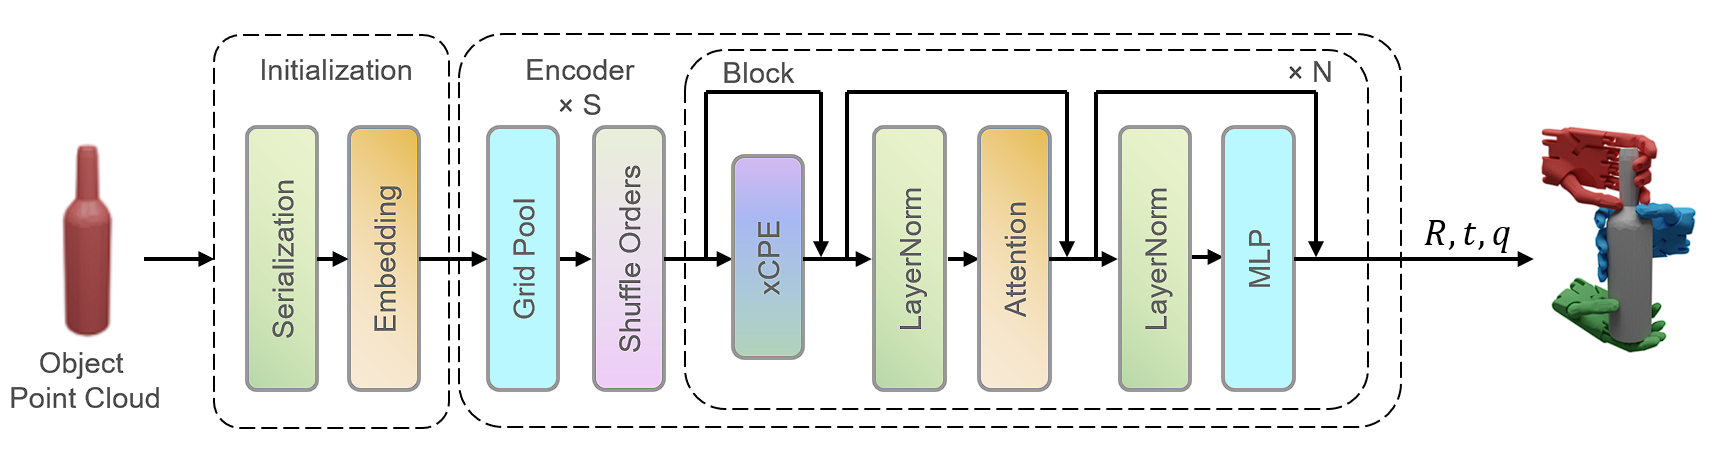 Object
Point Cloud
Initialization
Serialization
Embedding
Encoder
× S
Grid Pool
Shuffle Orders
Block
× N
xCPE
LayerNorm
Attention
LayerNorm
MLP
R, t, q